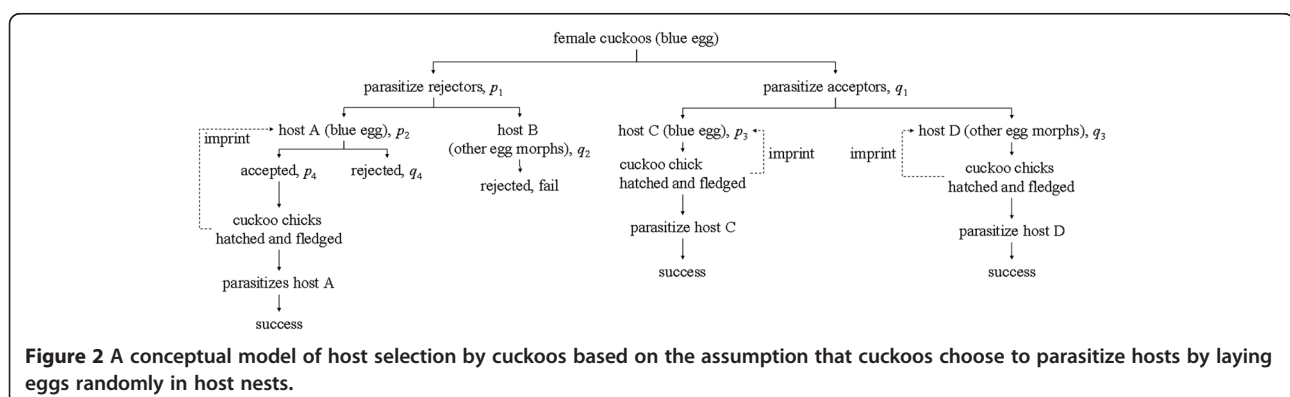 female cuckoos (blue egg)
parasitize rejectors, p1
parasitize acceptors, q1
imprint
host A (blue egg), p2
host B
(other egg morphs), q2
host C (blue egg), p3
imprint
imprint
host D (other egg morphs), q3
accepted, p4
rejected, q4
rejected, fail
cuckoo chick
hatched and fledged
cuckoo chicks
hatched and fledged
cuckoo chicks
hatched and fledged
parasitize host C
parasitize host D
parasitizes host A
success
success
success
Figure 2 A conceptual model of host selection by cuckoos based on the assumption that cuckoos choose to parasitize hosts by laying
eggs randomly in host nests.